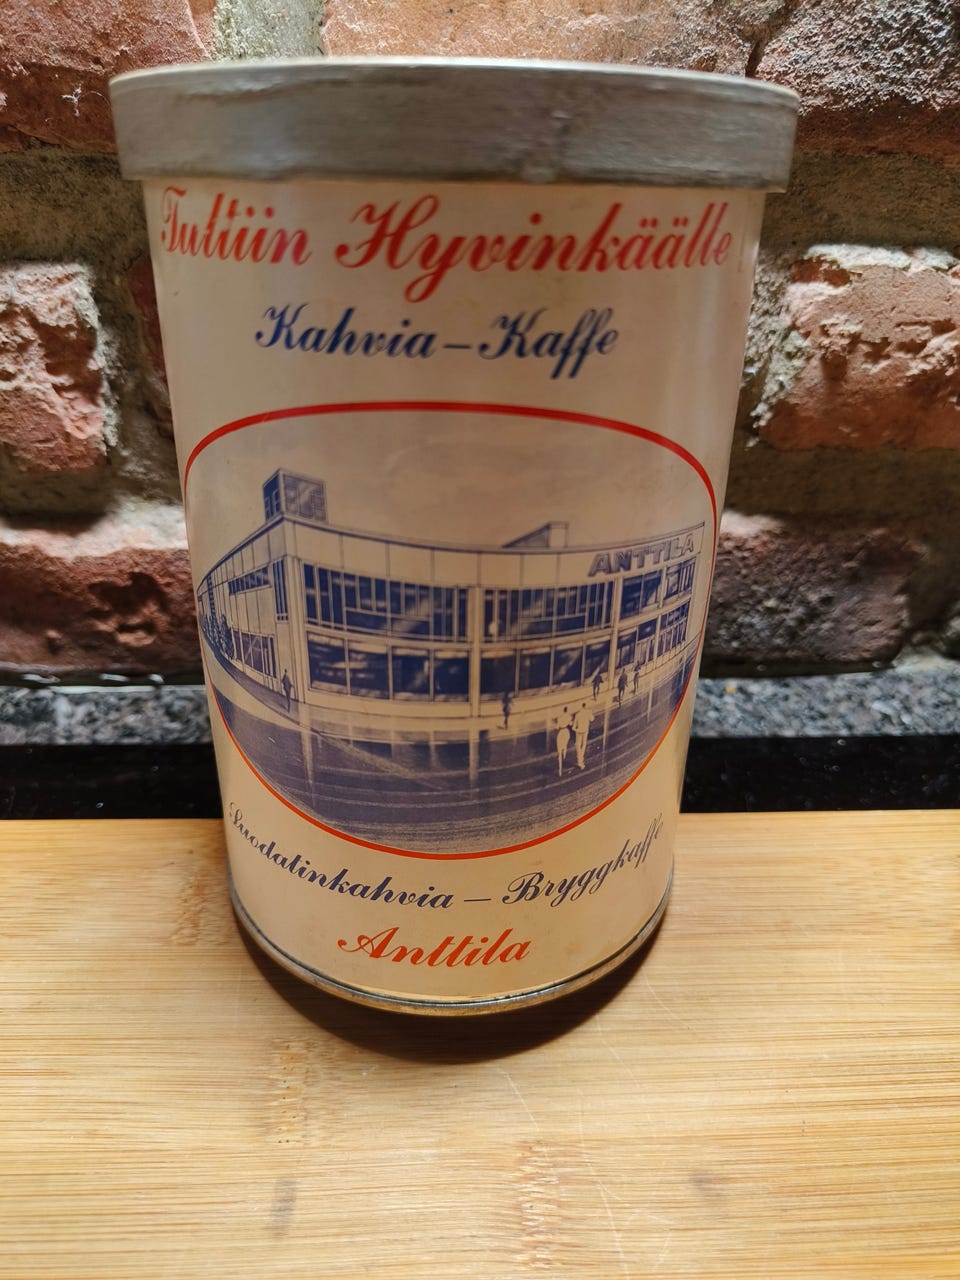 Tultiin Hyvinkäälle
Kahvia – Kaffe
ANTTILA
Suodatinkahvia – Bryggkaffe
Anttila